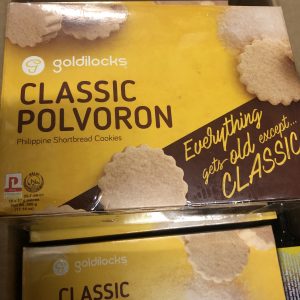 goldilocks
CLASSIC
POLVORON
Philippine Shortbread Cookies
Everything
gets old except...
CLASSIC
goldilocks
CLASSIC